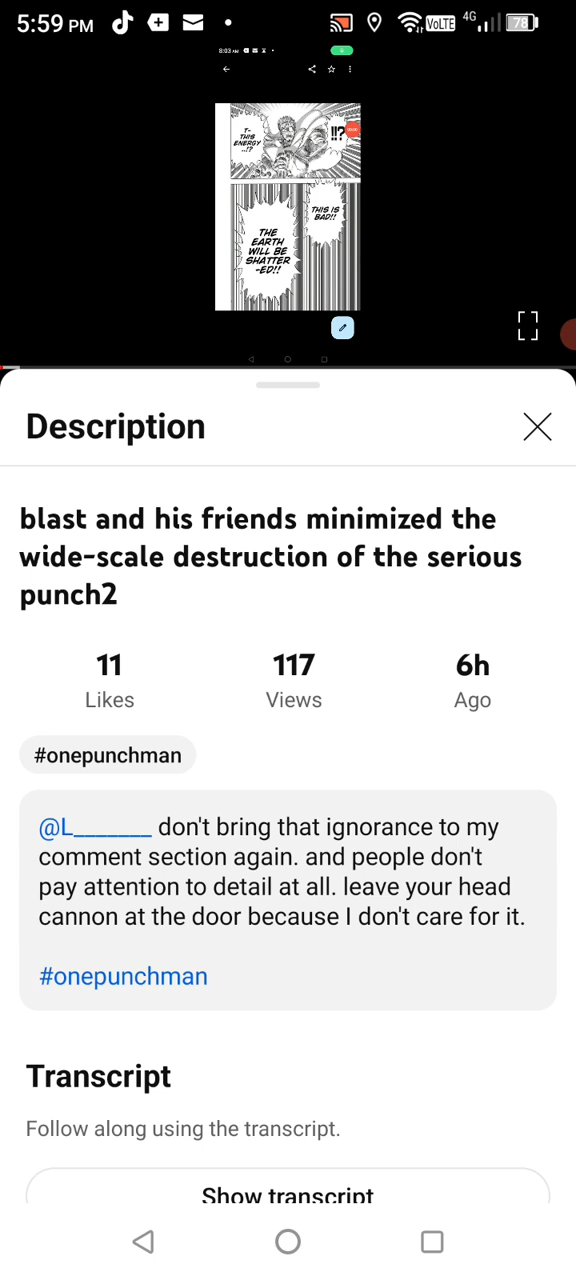 5:59 PM
VoLTE
4G
78
8:03 AM
T-
THIS
ENERGY
...!?
!!?
THIS IS
BAD!!
THE
EARTH
WILL BE
SHATTER
-ED!!
Description
blast and his friends minimized the
wide-scale destruction of the serious
punch2
11
Likes
117
Views
6h
Ago
#onepunchman
@L_______ don't bring that ignorance to my
comment section again. and people don't
pay attention to detail at all. leave your head
cannon at the door because I don't care for it.
#onepunchman
Transcript
Follow along using the transcript.
Show transcript